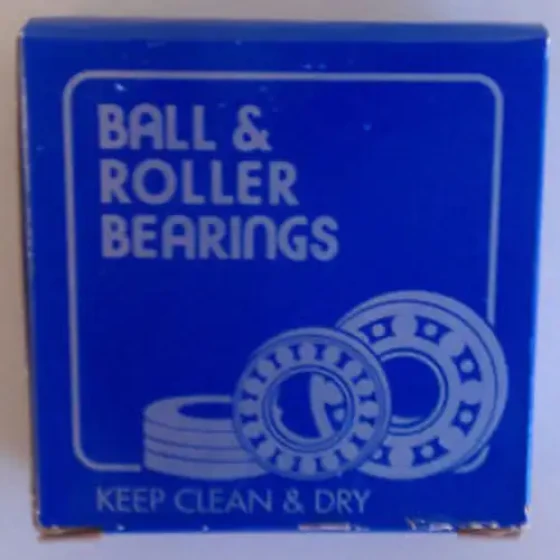 BALL &
ROLLER
BEARINGS
KEEP CLEAN & DRY